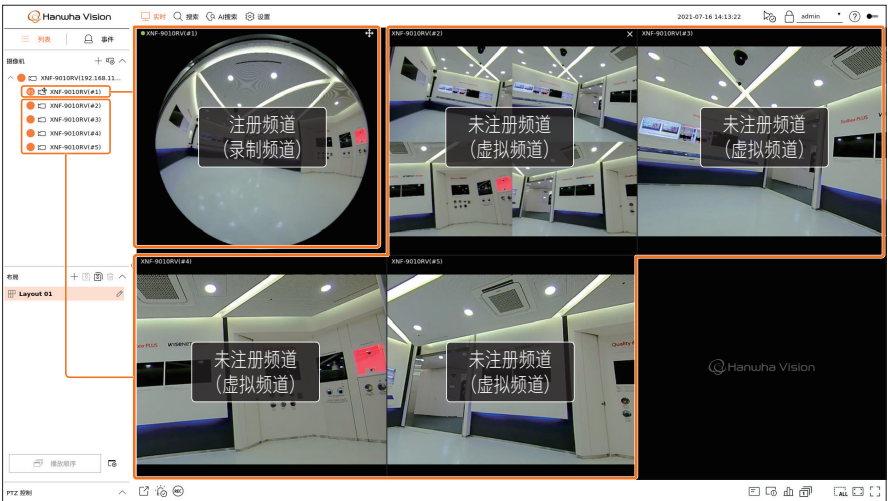 Hanwha Vision
实时
搜索
AI搜索
设置
2021-07-16 14:13:22
admin
列表
事件
摄像机
XNF-9010RV(192.168.11...
XNF-9010RV(#1)
XNF-9010RV(#2)
XNF-9010RV(#3)
XNF-9010RV(#4)
XNF-9010RV(#5)
XNF-9010RV(#1)
注册频道
(录制频道)
XNF-9010RV(#2)
未注册频道
(虚拟频道)
XNF-9010RV(#3)
未注册频道
(虚拟频道)
XNF-9010RV(#4)
WISENET
未注册频道
(虚拟频道)
XNF-9010RV(#5)
未注册频道
(虚拟频道)
Hanwha Vision
布局
Layout 01
播放顺序
PTZ 控制
REC
1
ALL